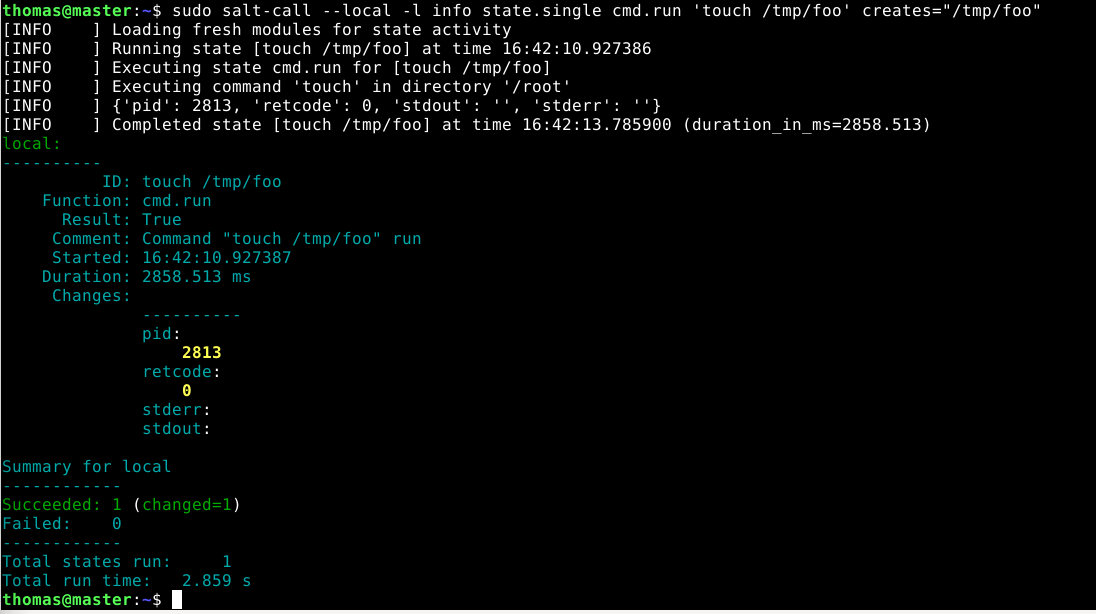 thomas@master:~$ sudo salt-call --local -l info state.single cmd.run 'touch /tmp/foo' creates="/tmp/foo"
[INFO    ] Loading fresh modules for state activity
[INFO    ] Running state [touch /tmp/foo] at time 16:42:10.927386
[INFO    ] Executing state cmd.run for [touch /tmp/foo]
[INFO    ] Executing command 'touch' in directory '/root'
[INFO    ] {'pid': 2813, 'retcode': 0, 'stdout': '', 'stderr': ''}
[INFO    ] Completed state [touch /tmp/foo] at time 16:42:13.785900 (duration_in_ms=2858.513)
local:
----------
          ID: touch /tmp/foo
    Function: cmd.run
      Result: True
     Comment: Command "touch /tmp/foo" run
     Started: 16:42:10.927387
    Duration: 2858.513 ms
     Changes:
              ----------
              pid:
                  2813
              retcode:
                  0
              stderr:
              stdout:

Summary for local
------------
Succeeded: 1 (changed=1)
Failed:    0
------------
Total states run:     1
Total run time:   2.859 s
thomas@master:~$